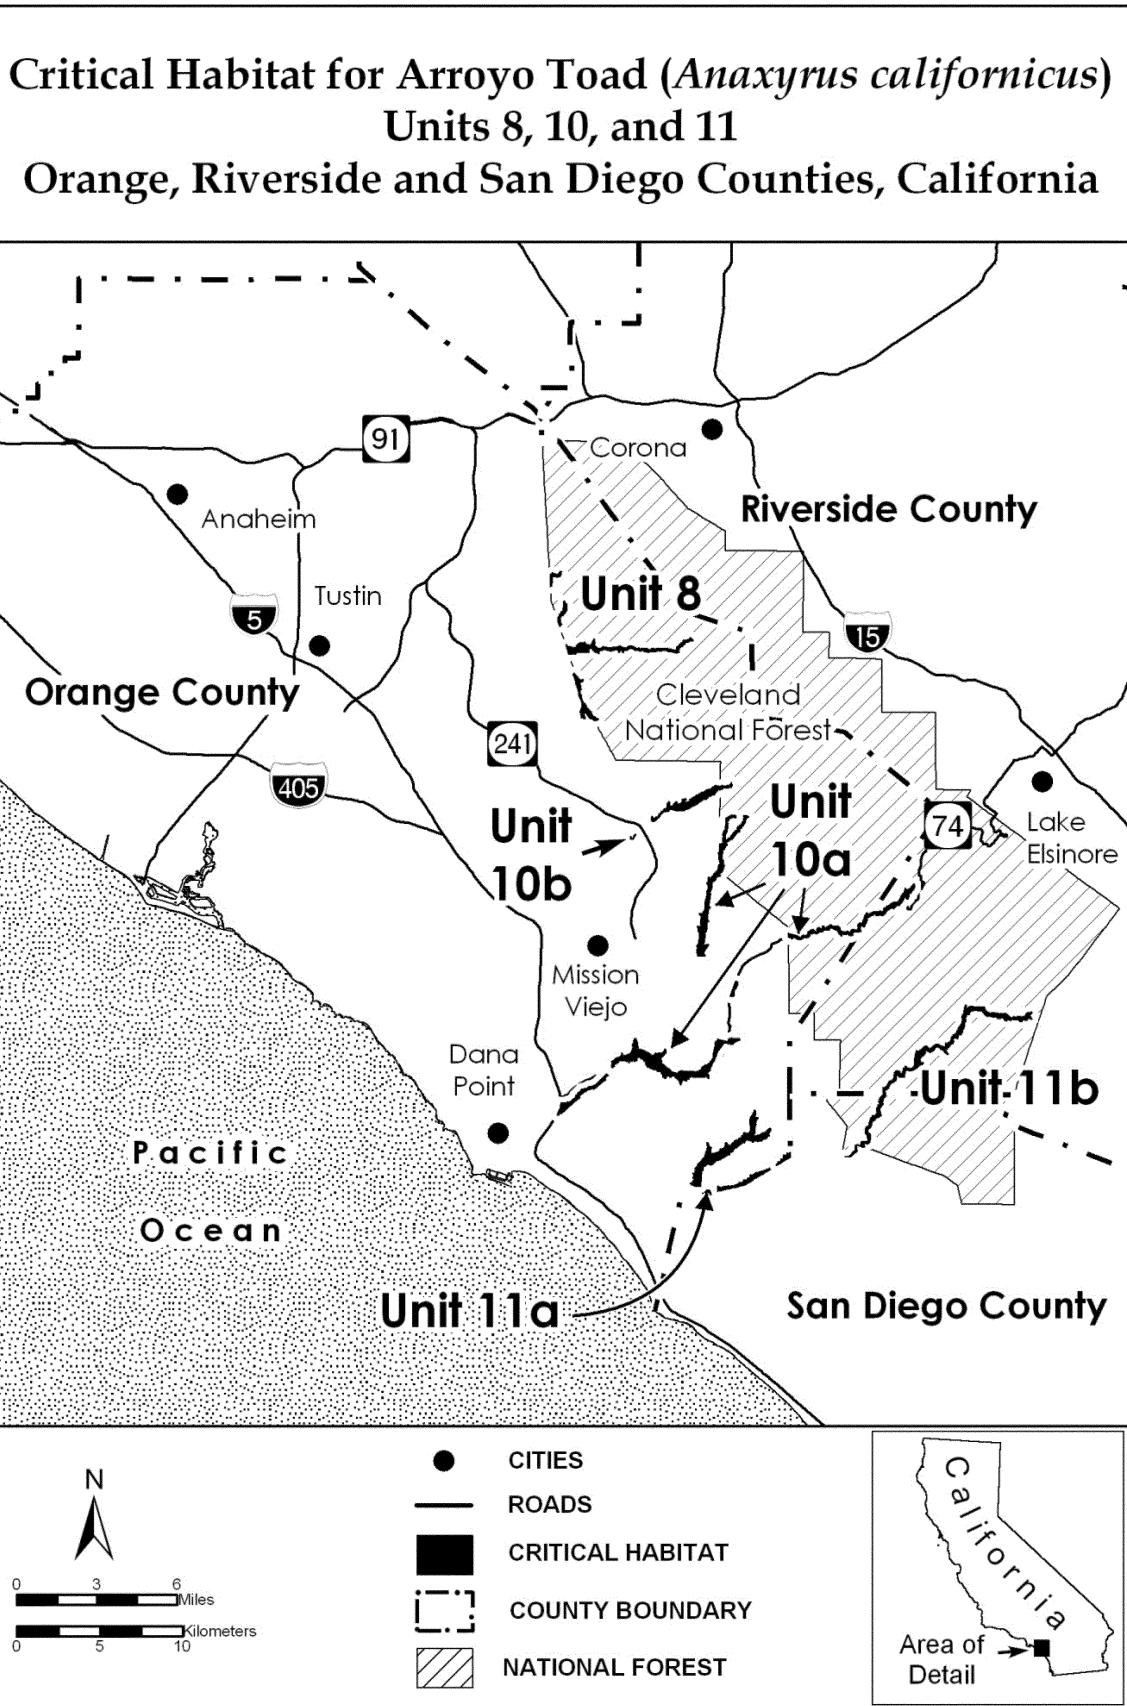 Critical Habitat for Arroyo Toad (Anaxyrus californicus)
Units 8, 10, and 11
Orange, Riverside and San Diego Counties, California
91
Corona
Anaheim
Riverside County
Tustin
5
Unit 8
15
Orange County
Cleveland
National Forest
241
405
Unit
10b
Unit
10a
74
Lake
Elsinore
Mission
Viejo
Dana
Point
Unit 11b
Pacific
Ocean
Unit 11a
San Diego County
N
0 3 6
Miles
Kilometers
0 5 10
CITIES
ROADS
CRITICAL HABITAT
COUNTY BOUNDARY
NATIONAL FOREST
California
Area of
Detail